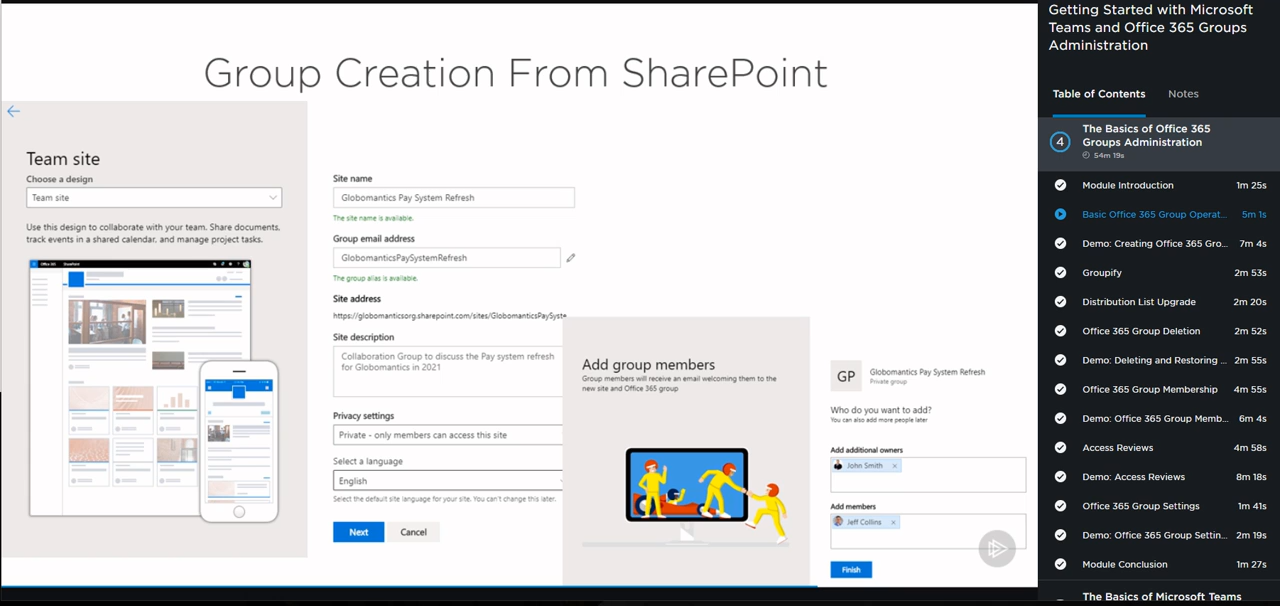 Group Creation From SharePoint
Team site
Choose a design
Team site
Use this design to collaborate with your team. Share documents,
track events in a shared calendar, and manage project tasks.
Office 365
SharePoint
Site name
Globomantics Pay System Refresh
The site name is available.
Group email address
GlobomanticsPaySystemRefresh
The group alias is available.
Site address
https://globomanticsorg.sharepoint.com/sites/GlobomanticsPaySyste
Site description
Collaboration Group to discuss the Pay system refresh
for Globomantics in 2021
Privacy settings
Private - only members can access this site
Select a language
English
Select the default site language for your site. You can't change this later.
Next
Cancel
Add group members
Group members will receive an email welcoming them to the
new site and Office 365 group
GP
Globomantics Pay System Refresh
Private group
Who do you want to add?
You can also add more people later
Add additional owners
John Smith ×
Add members
Jeff Collins ×
Finish
Getting Started with Microsoft
Teams and Office 365 Groups
Administration
Table of Contents
Notes
4
The Basics of Office 365
Groups Administration
54m 19s
Module Introduction 1m 25s
Basic Office 365 Group Operat... 5m 1s
Demo: Creating Office 365 Gro... 7m 4s
Groupify 2m 53s
Distribution List Upgrade 2m 20s
Office 365 Group Deletion 2m 52s
Demo: Deleting and Restoring ... 2m 55s
Office 365 Group Membership 4m 55s
Demo: Office 365 Group Memb... 6m 4s
Access Reviews 4m 58s
Demo: Access Reviews 8m 18s
Office 365 Group Settings 1m 41s
Demo: Office 365 Group Settin... 2m 19s
Module Conclusion 1m 27s
The Basics of Microsoft Teams